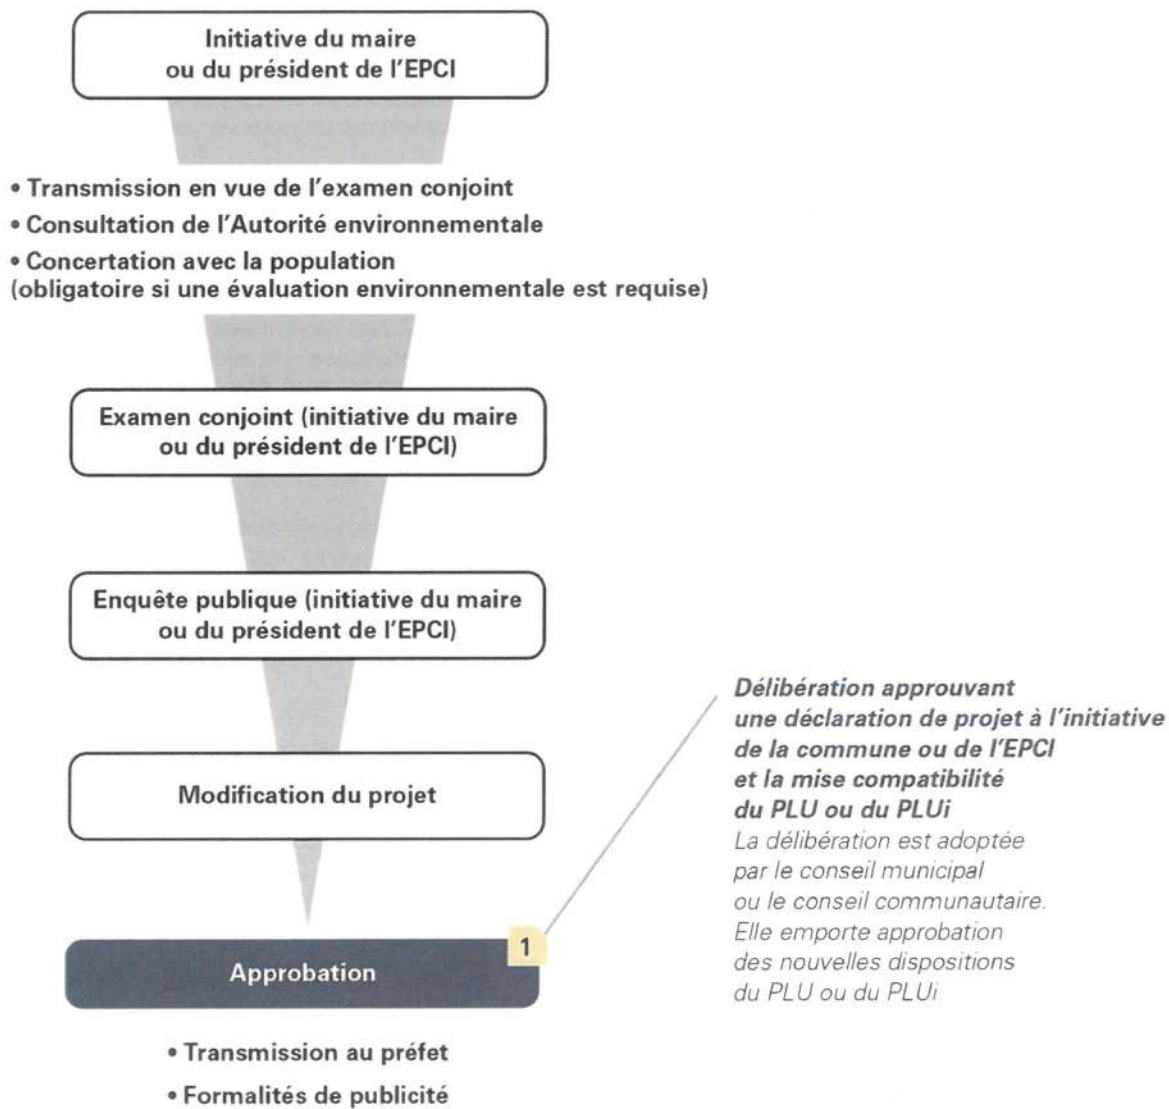 Initiative du maire
ou du président de l'EPCI
• Transmission en vue de l'examen conjoint
• Consultation de l'Autorité environnementale
• Concertation avec la population
(obligatoire si une évaluation environnementale est requise)
Examen conjoint (initiative du maire
ou du président de l'EPCI)
Enquête publique (initiative du maire
ou du président de l'EPCI)
Modification du projet
Approbation
1
• Transmission au préfet
• Formalités de publicité
Délibération approuvant
une déclaration de projet à l'initiative
de la commune ou de l'EPCI
et la mise compatibilité
du PLU ou du PLUi
La délibération est adoptée
par le conseil municipal
ou le conseil communautaire.
Elle emporte approbation
des nouvelles dispositions
du PLU ou du PLUi